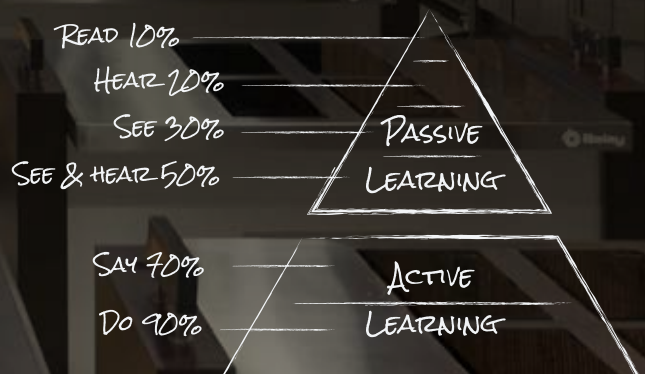 READ 10%
HEAR 20%
SEE 30%
PASSIVE
SEE & HEAR 50%
LEARNING
SAY 70%
ACTIVE
DO 90%
LEARNING